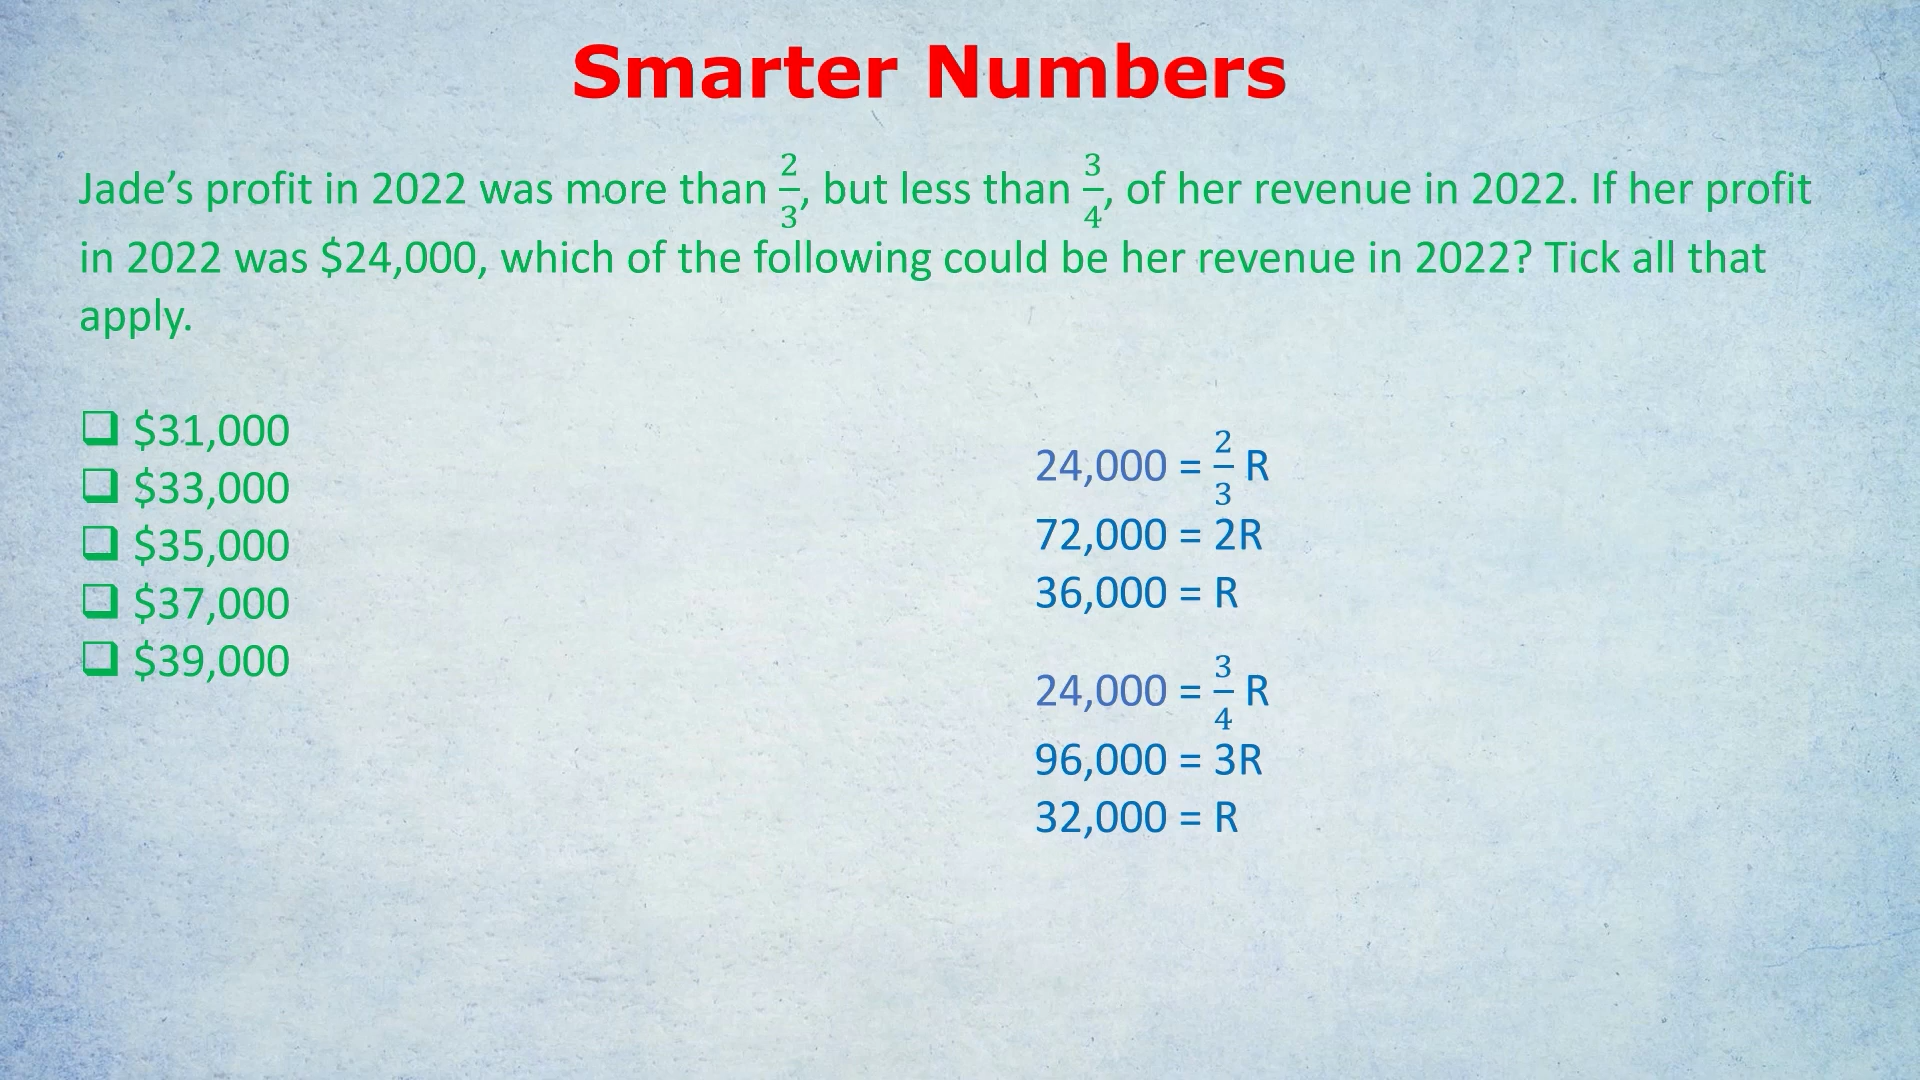 Smarter Numbers
Jade’s profit in 2022 was more than 2/3, but less than 3/4, of her revenue in 2022. If her profit
in 2022 was $24,000, which of the following could be her revenue in 2022? Tick all that
apply.
❑ $31,000
❑ $33,000
❑ $35,000
❑ $37,000
❑ $39,000
24,000 = 2/3 R
72,000 = 2R
36,000 = R
24,000 = 3/4 R
96,000 = 3R
32,000 = R